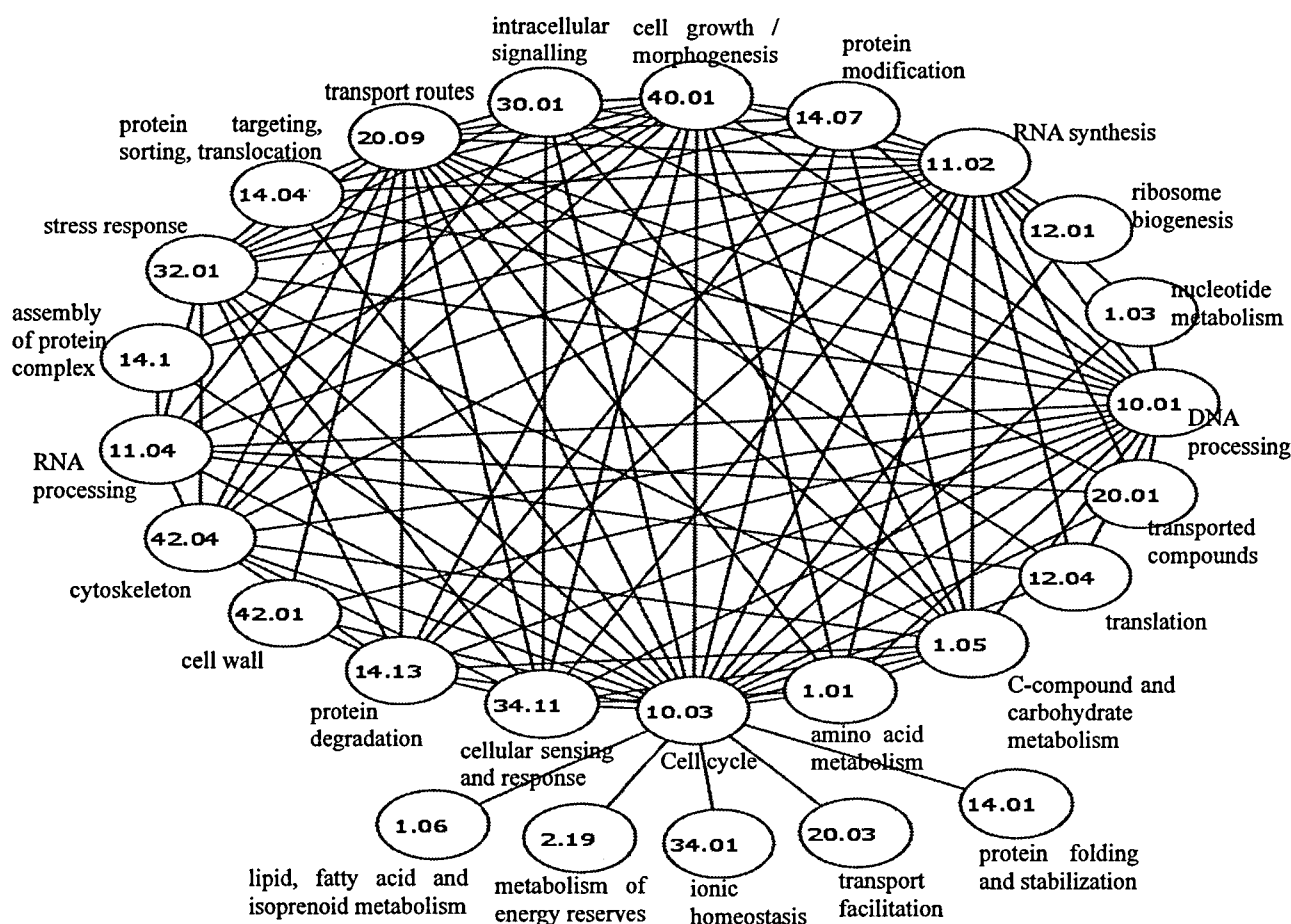 intracellular
signalling
cell growth /
morphogenesis
protein
modification
transport routes
30.01
40.01
14.07
protein targeting,
sorting, translocation
20.09
RNA synthesis
11.02
14.04
ribosome
biogenesis
12.01
stress response
32.01
nucleotide
metabolism
1.03
assembly
of protein
complex
14.1
10.01
DNA
processing
11.04
RNA
processing
20.01
transported
compounds
42.04
cytoskeleton
12.04
translation
42.01
cell wall
1.05
C-compound and
carbohydrate
metabolism
14.13
protein
degradation
34.11
cellular sensing
and response
10.03
Cell cycle
1.01
amino acid
metabolism
1.06
lipid, fatty acid and
isoprenoid metabolism
2.19
metabolism of
energy reserves
34.01
ionic
homeostasis
20.03
transport
facilitation
14.01
protein folding
and stabilization